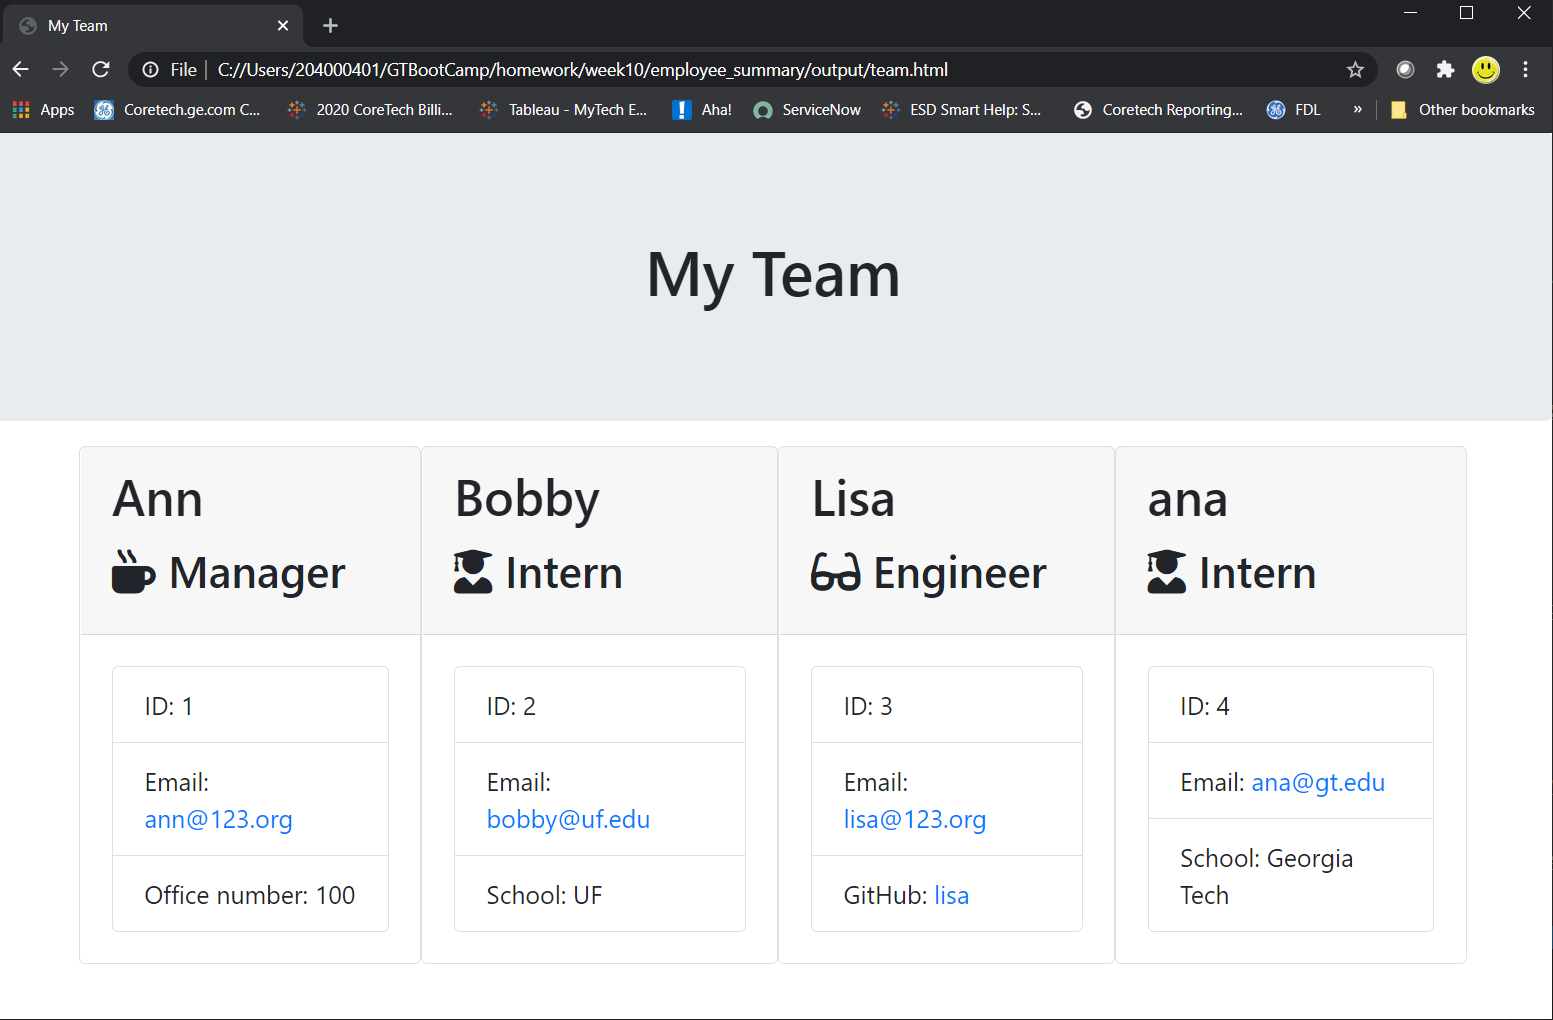 My Team
File
C://Users/204000401/GTBootCamp/homework/week10/employee_summary/output/team.html
Apps
Coretech.ge.com C...
2020 CoreTech Billi...
Tableau - MyTech E...
Aha!
ServiceNow
ESD Smart Help: S...
Coretech Reporting...
FDL
»
Other bookmarks
My Team
Ann
Manager
ID: 1
Email:
ann@123.org
Office number: 100
Bobby
Intern
ID: 2
Email:
bobby@uf.edu
School: UF
Lisa
Engineer
ID: 3
Email:
lisa@123.org
GitHub: lisa
ana
Intern
ID: 4
Email: ana@gt.edu
School: Georgia
Tech